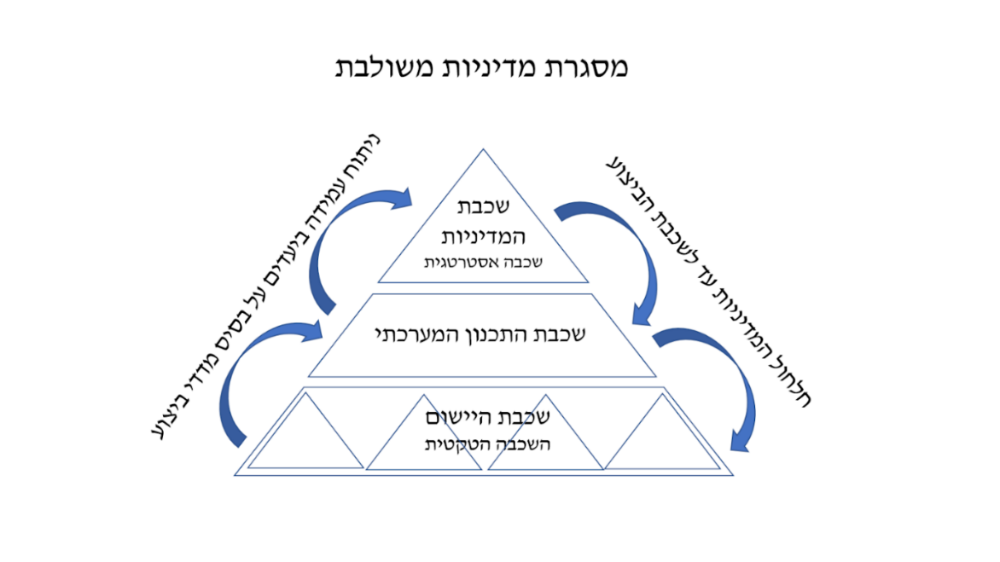 מסגרת מדיניות משולבת
ניתוח עמידה ביעדים על בסיס מדדי ביצוע
חלחול המדיניות עד לשכבת הביצוע
שכבת
המדיניות
שכבה אסטרטגית
שכבת התכנון המערכתי
שכבת היישום
השכבה הטקטית